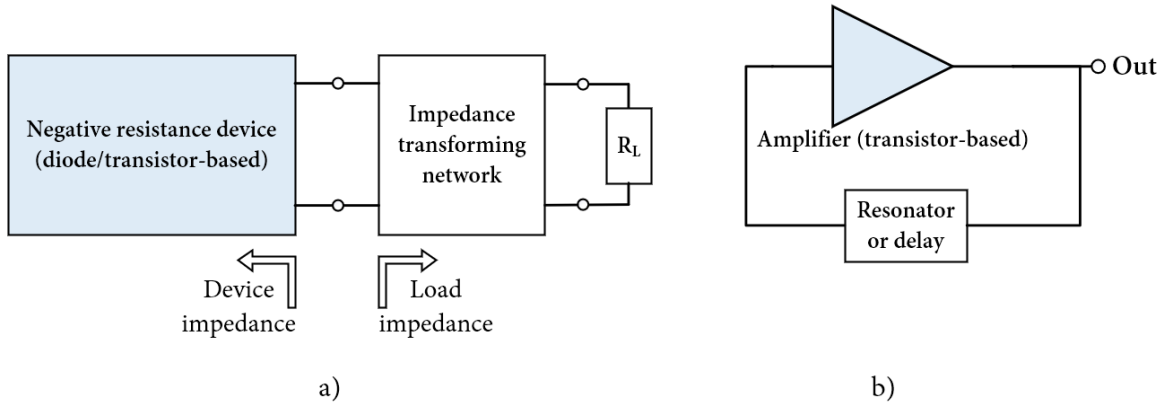 Negative resistance device
(diode/transistor-based)
Impedance
transforming
network
R_L
Device
impedance
Load
impedance
a)
Out
Amplifier (transistor-based)
Resonator
or delay
b)